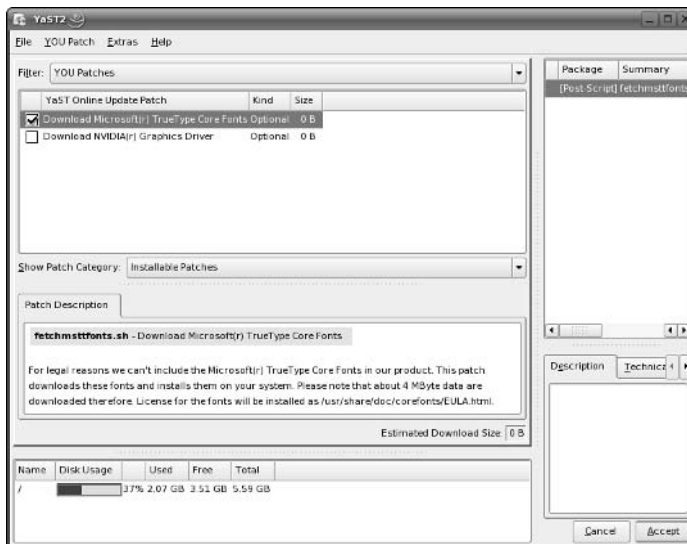 YaST2
File YOU Patch Extras Help
Filter: YOU Patches
YaST Online Update Patch Kind Size
Download Microsoft(r) TrueType Core Fonts Optional 0 B
Download NVIDIA(r) Graphics Driver Optional 0 B
Show Patch Category: Installable Patches
Patch Description
fetchmsttfonts.sh - Download Microsoft(r) TrueType Core Fonts
For legal reasons we can't include the Microsoft(r) TrueType Core Fonts in our product. This patch
downloads these fonts and installs them on your system. Please note that about 4 MByte data are
downloaded therefore. License for the fonts will be installed as /usr/share/doc/corefonts/EULA.html.
Estimated Download Size: 0 B
Name Disk Usage Used Free Total
/ 37% 2.07 GB 3.51 GB 5.59 GB
Package Summary
[Post-Script] fetchmsttfonts
Description Technica
Cancel Accept